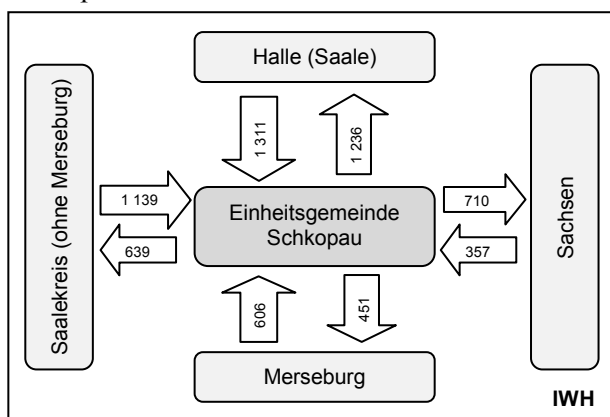 Halle (Saale)
1 311
1 236
Saalekreis (ohne Merseburg)
1 139
639
Einheitsgemeinde
Schkopau
710
357
Sachsen
606
451
Merseburg
IWH